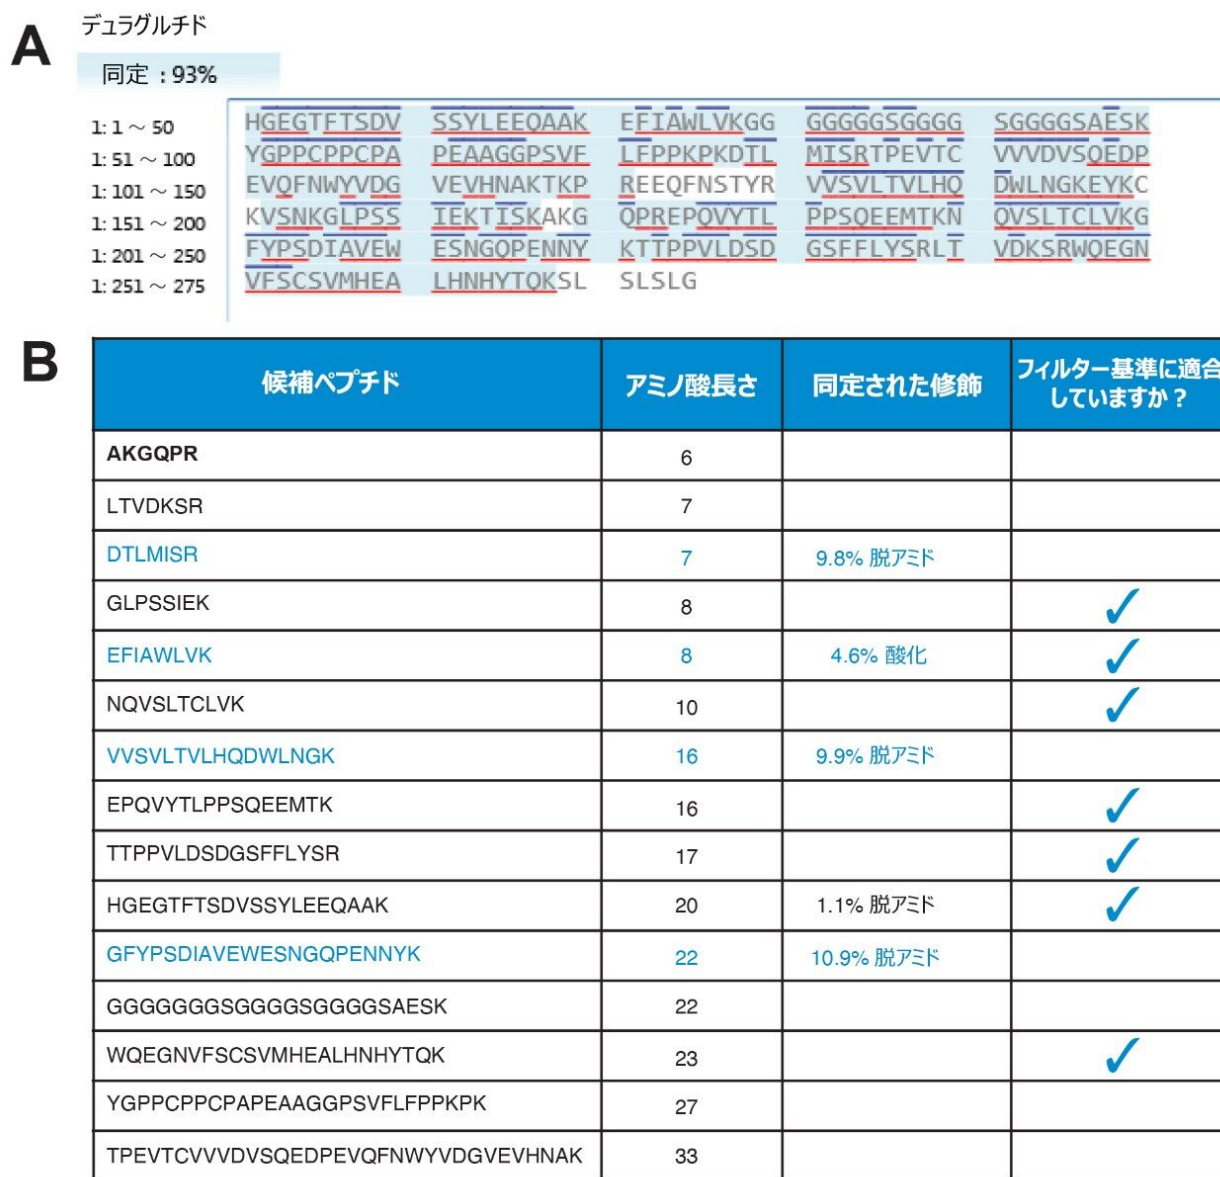 A
デュラグルチド
同定 : 93%
1: 1 ~ 50 HGEGTFTSDV SSYLEEQAAK EFIAWLVKGG GGGGGSGGGG SGGGGSAESK
1: 51 ~ 100 YGPPCPPCPA PEAAGGPSVF LFPPKPKDTL MISRTPEVTC VVVDVSQEDP
1: 101 ~ 150 EVQFNWYVDG VEVHNAKTKP REEQFNSTYR VVSVLTVLHQ DWLNGKEYKC
1: 151 ~ 200 KVSNKGLPSS IEKTISKAKG QPREPQVYTL PPSQEEMTKN QVSLTCLVKG
1: 201 ~ 250 FYPSDIAVEW ESNGQPENNY KTTPPVLDSD GSFFLYSRLT VDKSRWQEGN
1: 251 ~ 275 VFSCSVMHEA LHNHYTQKSL SLSLG
B
候補ペプチド アミノ酸長さ 同定された修飾 フィルター基準に適合
していますか？
AKGQPR 6
LTVDKSR 7
DTLMISR 7 9.8% 脱アミド
GLPSSIEK 8 ✓
EFIAWLVK 8 4.6% 酸化 ✓
NQVSLTCLVK 10 ✓
VVSVLTVLHQDWLNGK 16 9.9% 脱アミド
EPQVYTLPPSQEEMTK 16 ✓
TTPPVLDSDGSFFLYSR 17 ✓
HGEGTFTSDVSSYLEEQAAK 20 1.1% 脱アミド ✓
GFYPSDIAVEWESNGQPENNYK 22 10.9% 脱アミド
GGGGGGGSGGGGSGGGGSAESK 22
WQEGNVFSCSVMHEALHNHYTQK 23 ✓
YGPPCPPCPAPEAAGGPSVFLFPPKPK 27
TPEVTCVVVDVSQEDPEVQFNWYVDGVEVHNAK 33